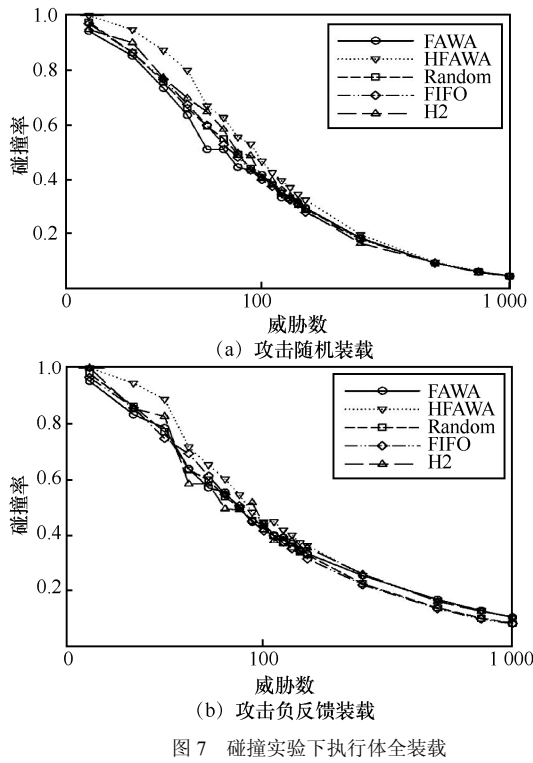 1.0
0.8
0.6
0.4
0.2
碰撞率
FAWA
HFAWA
Random
FIFO
H2
0 100 1 000
威胁数
(a) 攻击随机装载
1.0
0.8
0.6
0.4
0.2
碰撞率
FAWA
HFAWA
Random
FIFO
H2
0 100 1 000
威胁数
(b) 攻击负反馈装载
图 7 碰撞实验下执行体全装载